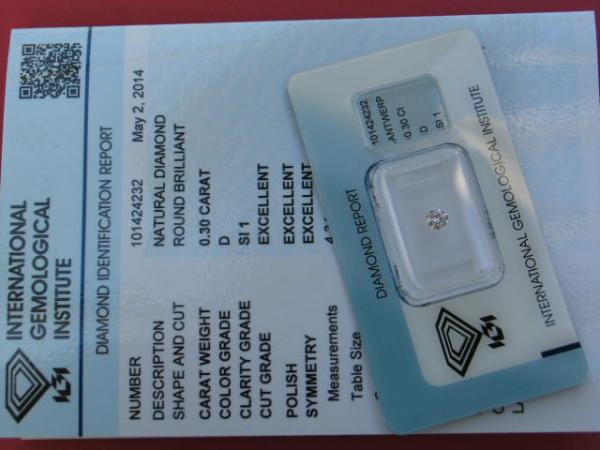 INTERNATIONAL
GEMOLOGICAL
INSTITUTE
IGI
DIAMOND IDENTIFICATION REPORT
NUMBER 101424232 May 2, 2014
DESCRIPTION NATURAL DIAMOND
SHAPE AND CUT ROUND BRILLIANT
CARAT WEIGHT 0.30 CARAT
COLOR GRADE D
CLARITY GRADE SI 1
CUT GRADE EXCELLENT
POLISH EXCELLENT
SYMMETRY EXCELLENT
Measurements
Table Size
DIAMOND REPORT
101424232
ANTWERP
0.30 Ct
D
SI 1
IGI
INTERNATIONAL GEMOLOGICAL INSTITUTE